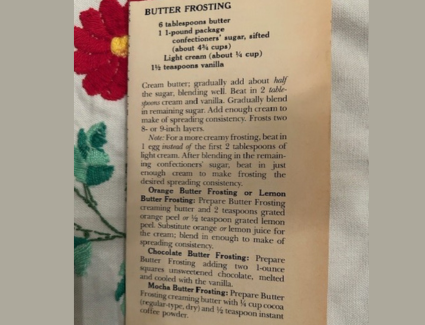 BUTTER FROSTING
6 tablespoons butter
1 1-pound package
confectioners' sugar, sifted
(about 4¾ cups)
Light cream (about ¼ cup)
1½ teaspoons vanilla
Cream butter; gradually add about half
the sugar, blending well. Beat in 2 table-
spoons cream and vanilla. Gradually blend
in remaining sugar. Add enough cream to
make of spreading consistency. Frosts two
8- or 9-inch layers.
Note: For a more creamy frosting, beat in
1 egg instead of the first 2 tablespoons of
light cream. After blending in the remain-
ing confectioners' sugar, beat in just
enough cream to make frosting the
desired spreading consistency.
Orange Butter Frosting or Lemon
Butter Frosting: Prepare Butter Frosting
creaming butter and 2 teaspoons grated
orange peel or ½ teaspoon grated lemon
peel. Substitute orange or lemon juice for
the cream; blend in enough to make of
spreading consistency.
Chocolate Butter Frosting: Prepare
Butter Frosting adding two 1-ounce
squares unsweetened chocolate, melted
and cooled with the vanilla.
Mocha Butter Frosting: Prepare Butter
Frosting creaming butter with ¼ cup cocoa
(regular-type, dry) and ½ teaspoon instant
coffee powder.